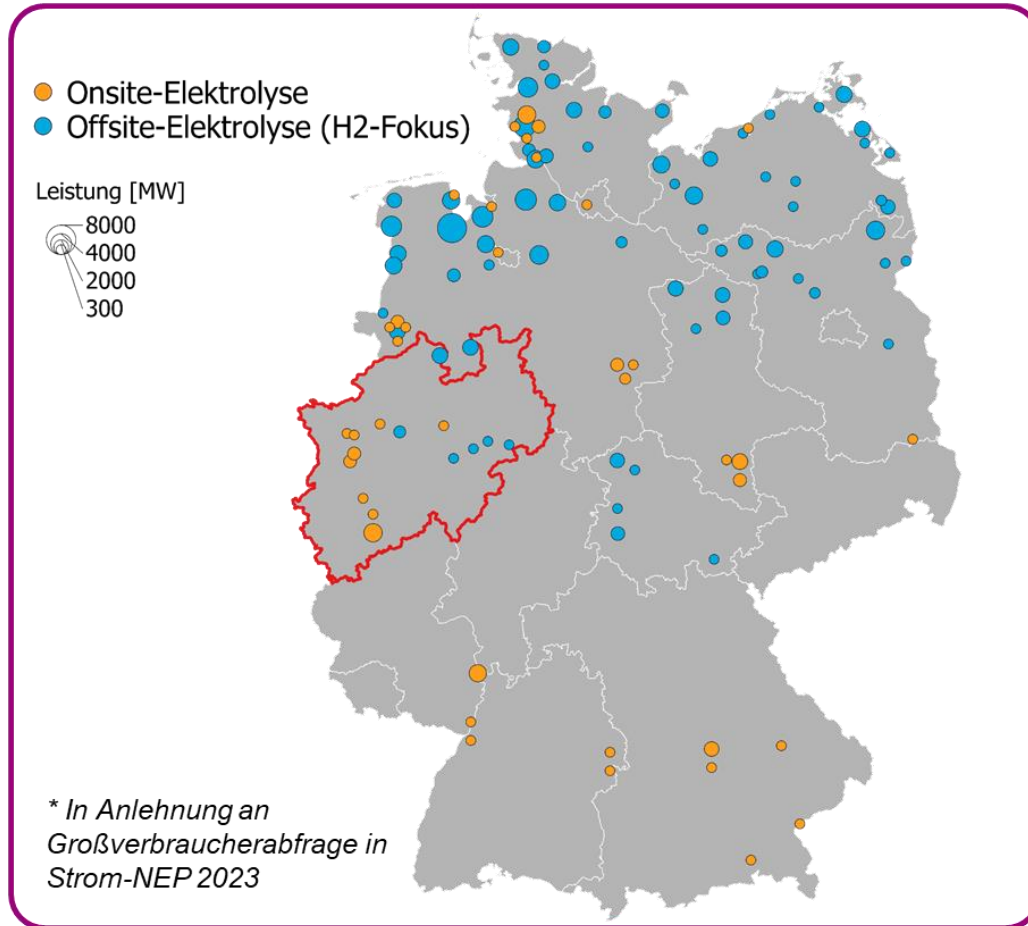 Onsite-Elektrolyse
Offsite-Elektrolyse (H2-Fokus)
Leistung [MW]
8000
4000
2000
300
* In Anlehnung an
Großverbraucherabfrage in
Strom-NEP 2023